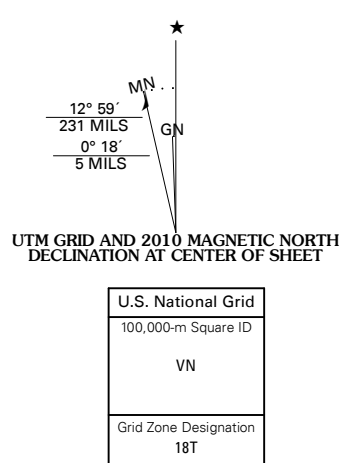 ★
MN
12° 59´
231 MILS
GN
0° 18´
5 MILS
UTM GRID AND 2010 MAGNETIC NORTH
DECLINATION AT CENTER OF SHEET
U.S. National Grid
100,000-m Square ID
VN
Grid Zone Designation
18T